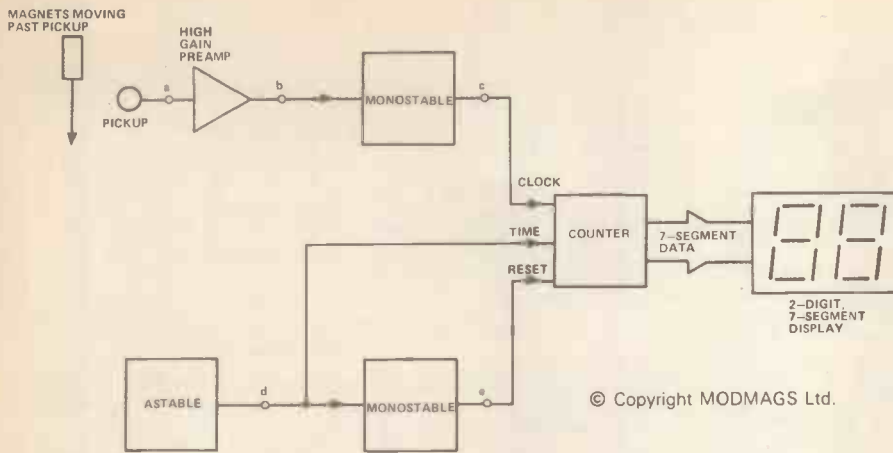 MAGNETS MOVING
PAST PICKUP
HIGH
GAIN
PREAMP
a
b
MONOSTABLE
c
PICKUP
CLOCK
TIME
COUNTER
7–SEGMENT
DATA
RESET
88
2–DIGIT,
7–SEGMENT
DISPLAY
ASTABLE
d
MONOSTABLE
e
© Copyright MODMAGS Ltd.